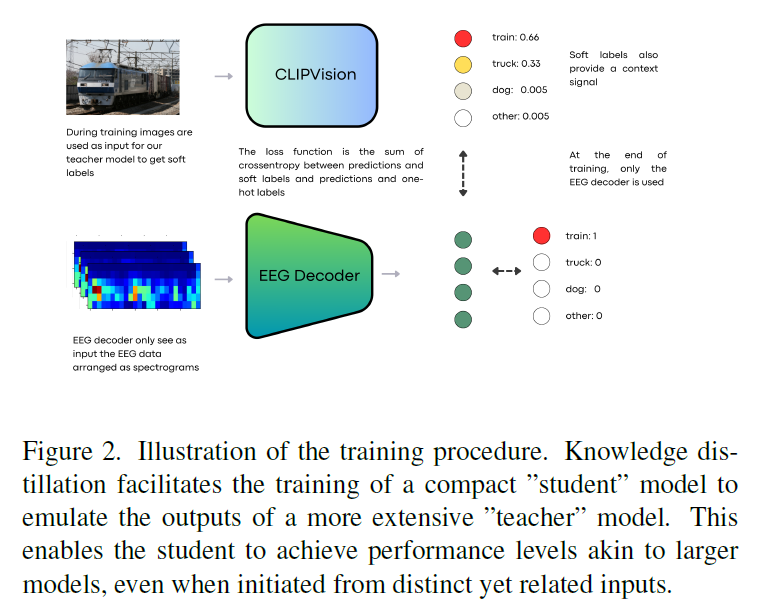 CLIPVision
train: 0.66
truck: 0.33
dog: 0.005
other: 0.005
Soft labels also
provide a context
signal
During training images are
used as input for our
teacher model to get soft
labels
The loss function is the sum of
crossentropy between predictions and
soft labels and predictions and one-
hot labels
At the end of
training, only the
EEG decoder is used
EEG Decoder
train: 1
truck: 0
dog: 0
other: 0
EEG decoder only see as
input the EEG data
arranged as spectrograms
Figure 2. Illustration of the training procedure. Knowledge dis-
tillation facilitates the training of a compact ”student” model to
emulate the outputs of a more extensive ”teacher” model. This
enables the student to achieve performance levels akin to larger
models, even when initiated from distinct yet related inputs.